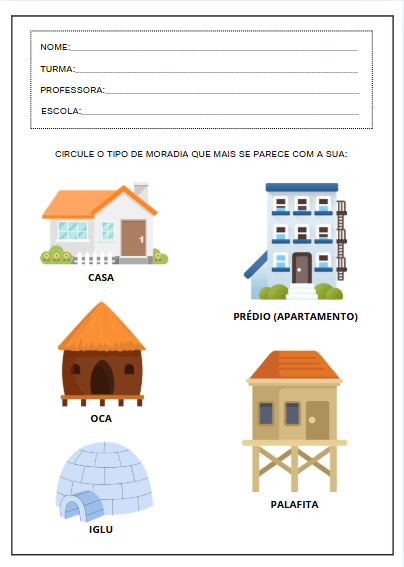 NOME:
TURMA:
PROFESSORA:
ESCOLA:
CIRCULE O TIPO DE MORADIA QUE MAIS SE PARECE COM A SUA:
CASA
PRÉDIO (APARTAMENTO)
OCA
PALAFITA
IGLU